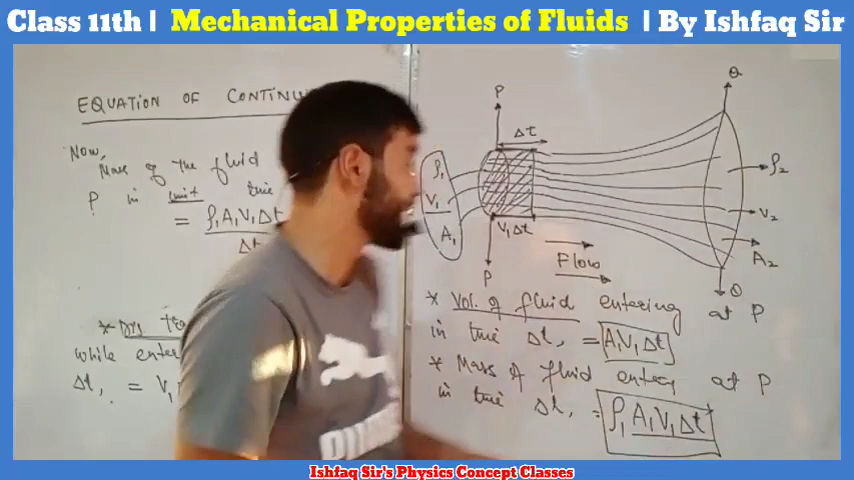 Class 11th | Mechanical Properties of Fluids | By Ishfaq Sir
EQUATION OF CONTINU
Now,
Mass of the fluid
P in unit time
= ρ₁A₁V₁Δt
Δt
while enter
Δt, = V₁
P
Δt
Q
ρ₁
V₁
A₁
ρ₂
V₂
A₂
V₁Δt
P
Flow
Q
* Vol. of fluid entering at P
in time Δt, = A₁V₁Δt
* Mass of fluid enterg at P
in time Δt, = ρ₁A₁V₁Δt
Ishfaq Sir's Physics Concept Classes